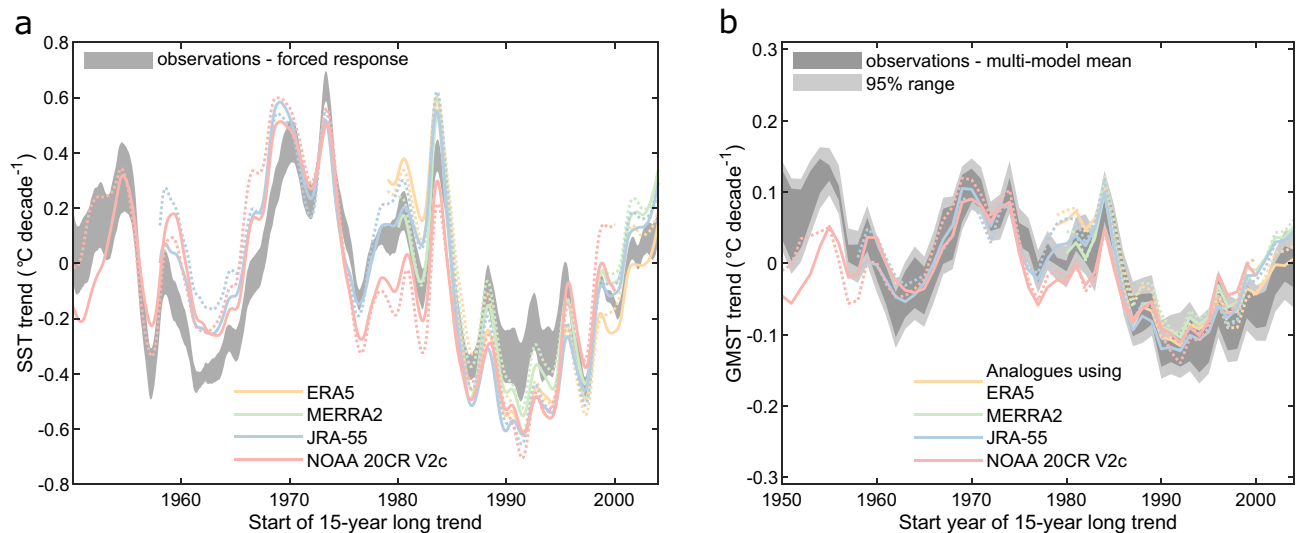 a
SST trend (°C decade⁻¹)
0.8
0.6
0.4
0.2
0
-0.2
-0.4
-0.6
-0.8
observations - forced response
ERA5
MERRA2
JRA-55
NOAA 20CR V2c
1960
1970
1980
1990
2000
Start of 15-year long trend
b
GMST trend (°C decade⁻¹)
0.3
0.2
0.1
0
-0.1
-0.2
-0.3
observations - multi-model mean
95% range
Analogues using
ERA5
MERRA2
JRA-55
NOAA 20CR V2c
1950
1960
1970
1980
1990
2000
Start year of 15-year long trend